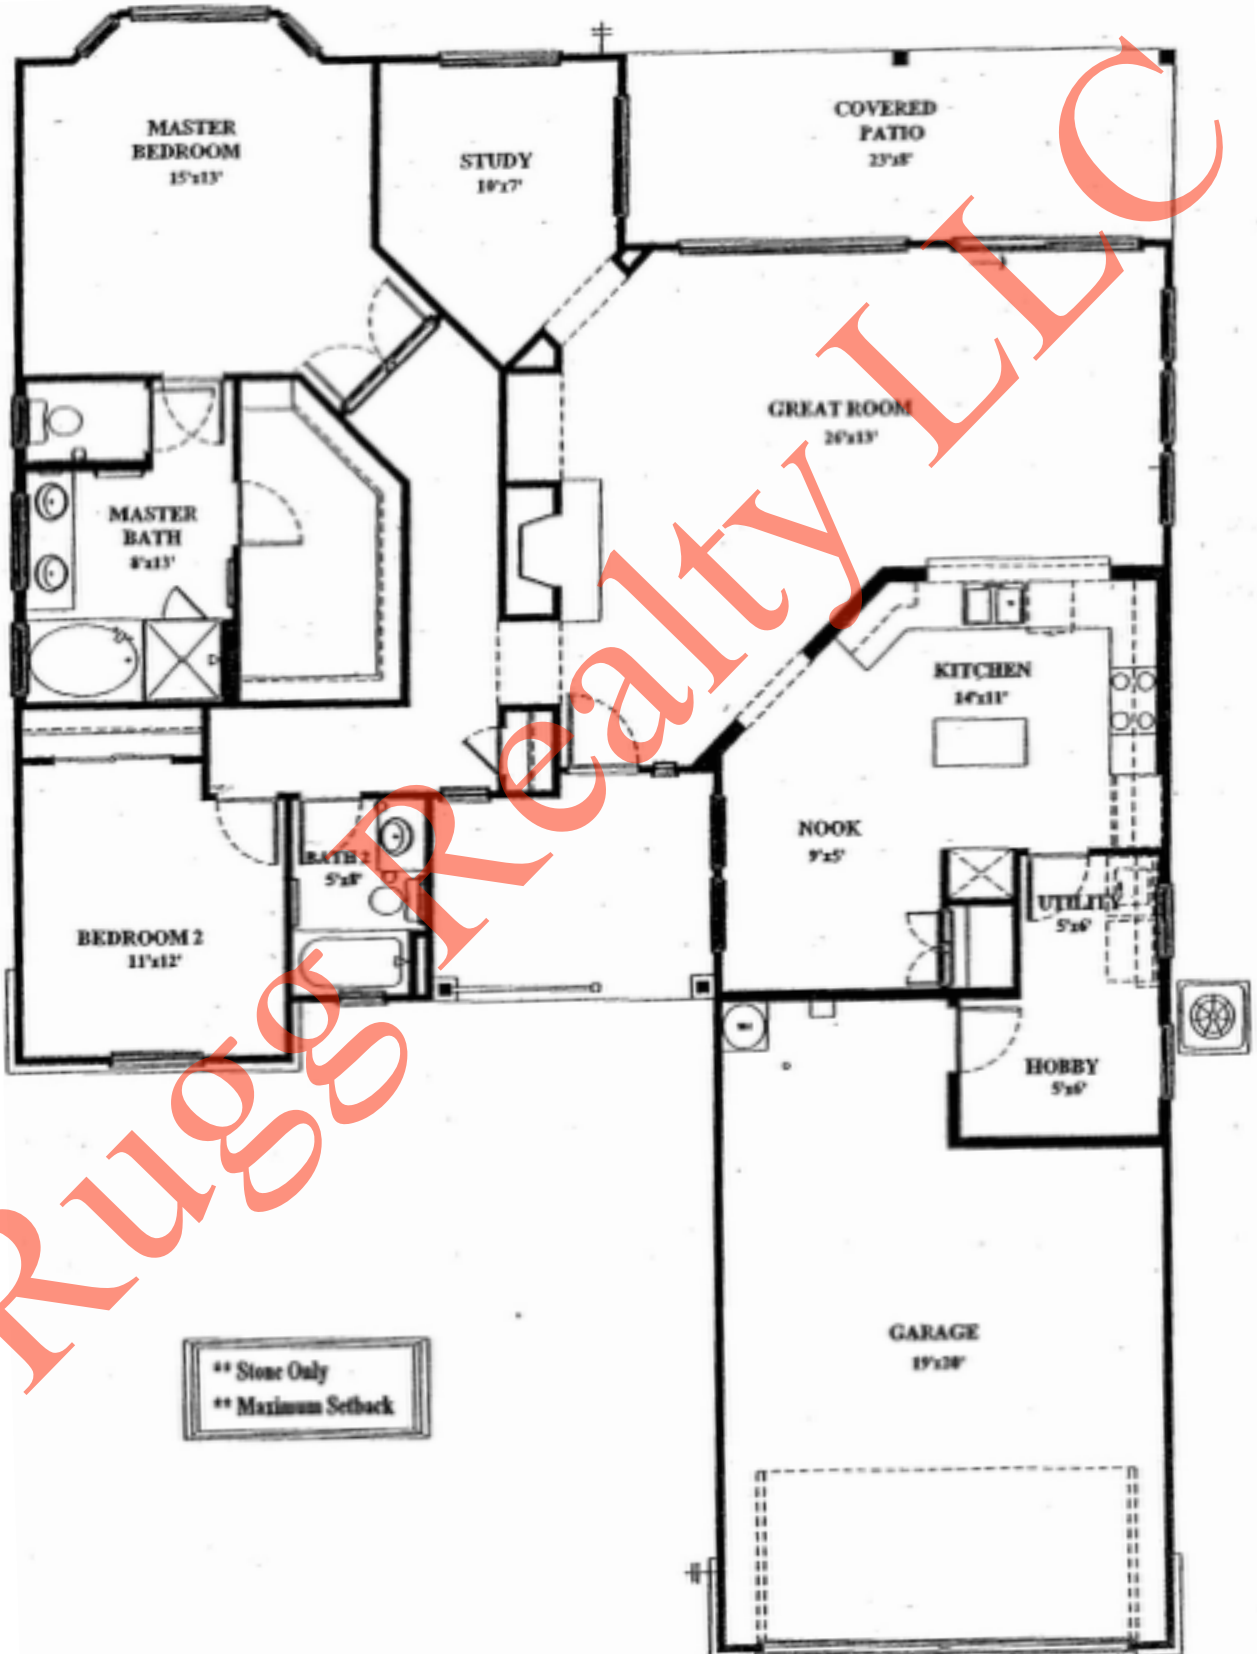 MASTER
BEDROOM
15'x13'
STUDY
10'x7'
COVERED
PATIO
23'x8'
GREAT ROOM
26'x13'
MASTER
BATH
8'x13'
KITCHEN
14'x11'
NOOK
9'x5'
BATH 2
5'x8'
UTILITY
5'x6'
BEDROOM 2
11'x12'
HOBBY
5'x6'
GARAGE
19'x20'
** Stone Only
** Maximum Setback
Rugg Realty LLC